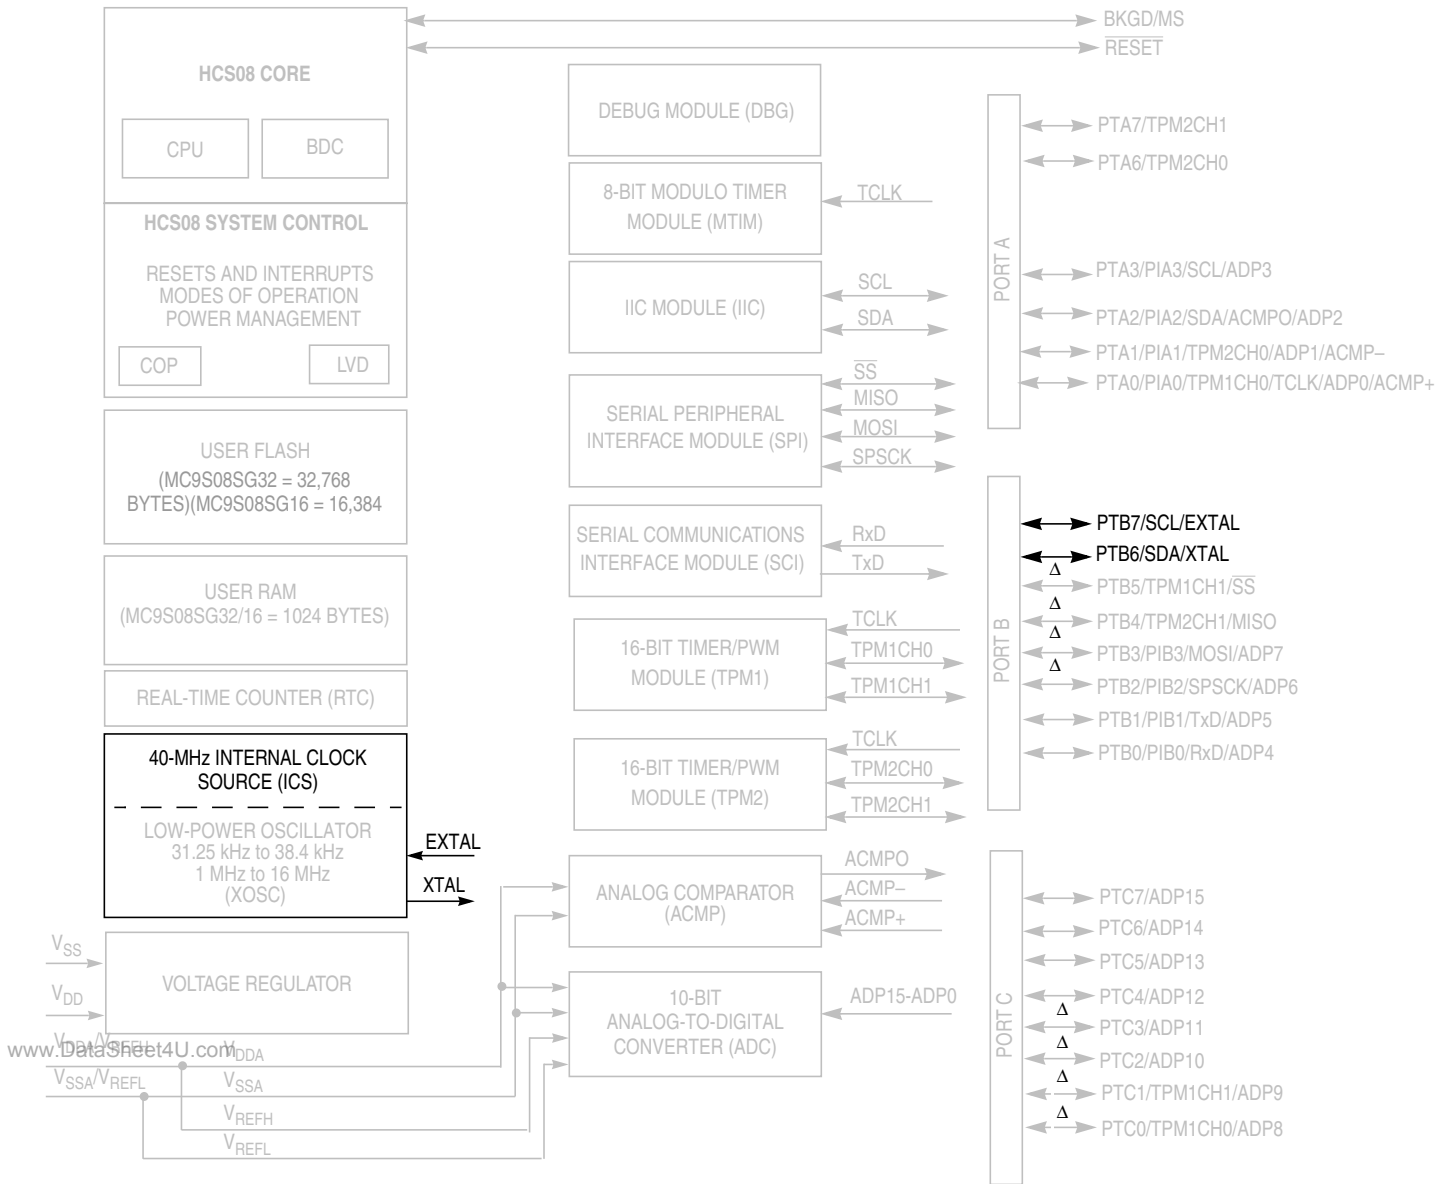 BKGD/MS
RESET
HCS08 CORE
CPU
BDC
HCS08 SYSTEM CONTROL
RESETS AND INTERRUPTS
MODES OF OPERATION
POWER MANAGEMENT
COP
LVD
USER FLASH
(MC9S08SG32 = 32,768
BYTES)(MC9S08SG16 = 16,384
USER RAM
(MC9S08SG32/16 = 1024 BYTES)
REAL-TIME COUNTER (RTC)
40-MHz INTERNAL CLOCK
SOURCE (ICS)
LOW-POWER OSCILLATOR
31.25 kHz to 38.4 kHz
1 MHz to 16 MHz
(XOSC)
EXTAL
XTAL
VSS
VDD
VOLTAGE REGULATOR
VDDA/VREFH
www.DataSheet4U.com
VDDA
VSSA/VREFL
VSSA
VREFH
VREFL
DEBUG MODULE (DBG)
8-BIT MODULO TIMER
MODULE (MTIM)
TCLK
IIC MODULE (IIC)
SCL
SDA
SERIAL PERIPHERAL
INTERFACE MODULE (SPI)
SS
MISO
MOSI
SPSCK
SERIAL COMMUNICATIONS
INTERFACE MODULE (SCI)
RxD
TxD
16-BIT TIMER/PWM
MODULE (TPM1)
TCLK
TPM1CH0
TPM1CH1
16-BIT TIMER/PWM
MODULE (TPM2)
TCLK
TPM2CH0
TPM2CH1
ANALOG COMPARATOR
(ACMP)
ACMPO
ACMP–
ACMP+
10-BIT
ANALOG-TO-DIGITAL
CONVERTER (ADC)
ADP15-ADP0
PORT A
PTA7/TPM2CH1
PTA6/TPM2CH0
PTA3/PIA3/SCL/ADP3
PTA2/PIA2/SDA/ACMPO/ADP2
PTA1/PIA1/TPM2CH0/ADP1/ACMP–
PTA0/PIA0/TPM1CH0/TCLK/ADP0/ACMP+
PORT B
PTB7/SCL/EXTAL
PTB6/SDA/XTAL
Δ
PTB5/TPM1CH1/SS
Δ
PTB4/TPM2CH1/MISO
Δ
PTB3/PIB3/MOSI/ADP7
Δ
PTB2/PIB2/SPSCK/ADP6
PTB1/PIB1/TxD/ADP5
PTB0/PIB0/RxD/ADP4
PORT C
PTC7/ADP15
PTC6/ADP14
PTC5/ADP13
PTC4/ADP12
Δ
PTC3/ADP11
Δ
PTC2/ADP10
Δ
PTC1/TPM1CH1/ADP9
Δ
PTC0/TPM1CH0/ADP8